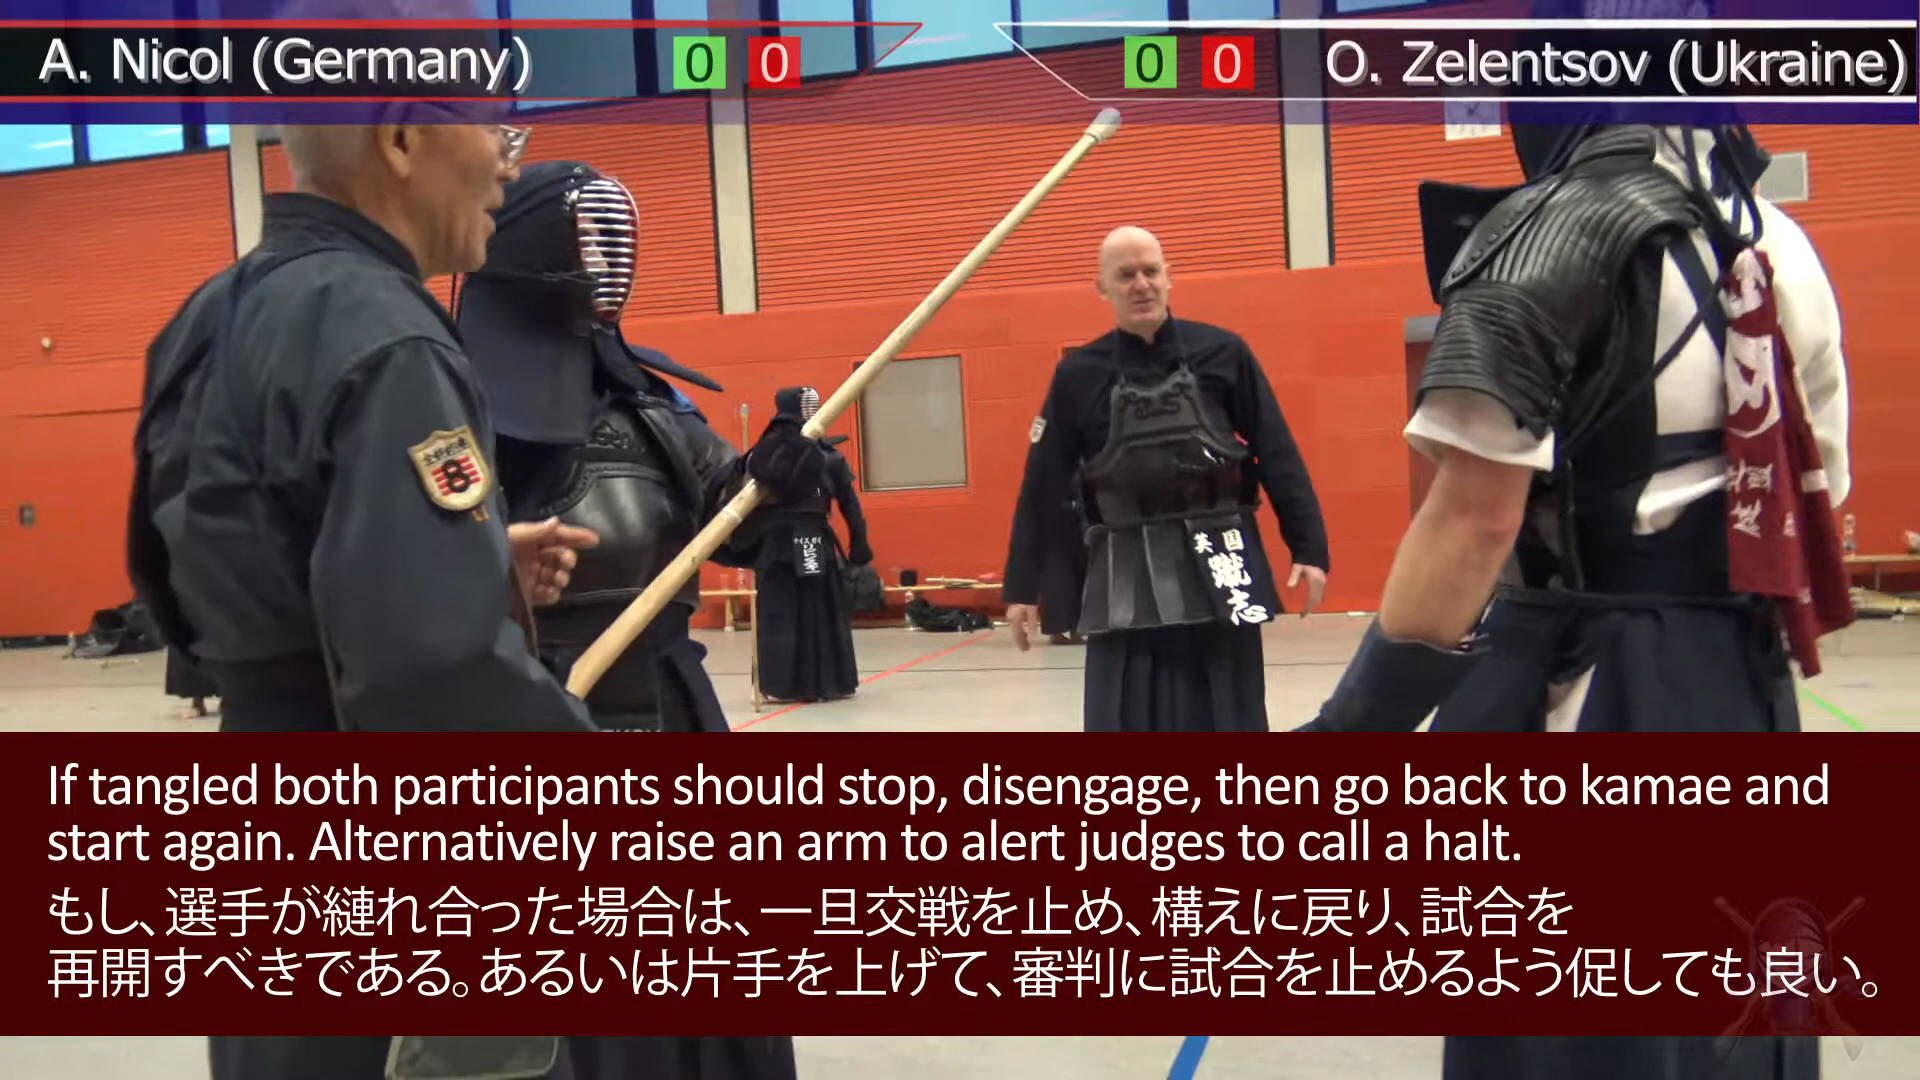 A. Nicol (Germany) 0 0 0 0 O. Zelentsov (Ukraine)
8
英国
蹴志
If tangled both participants should stop, disengage, then go back to kamae and
start again. Alternatively raise an arm to alert judges to call a halt.
もし、選手が縺れ合った場合は、一旦交戦を止め、構えに戻り、試合を
再開すべきである。あるいは片手を上げて、審判に試合を止めるよう促しても良い。